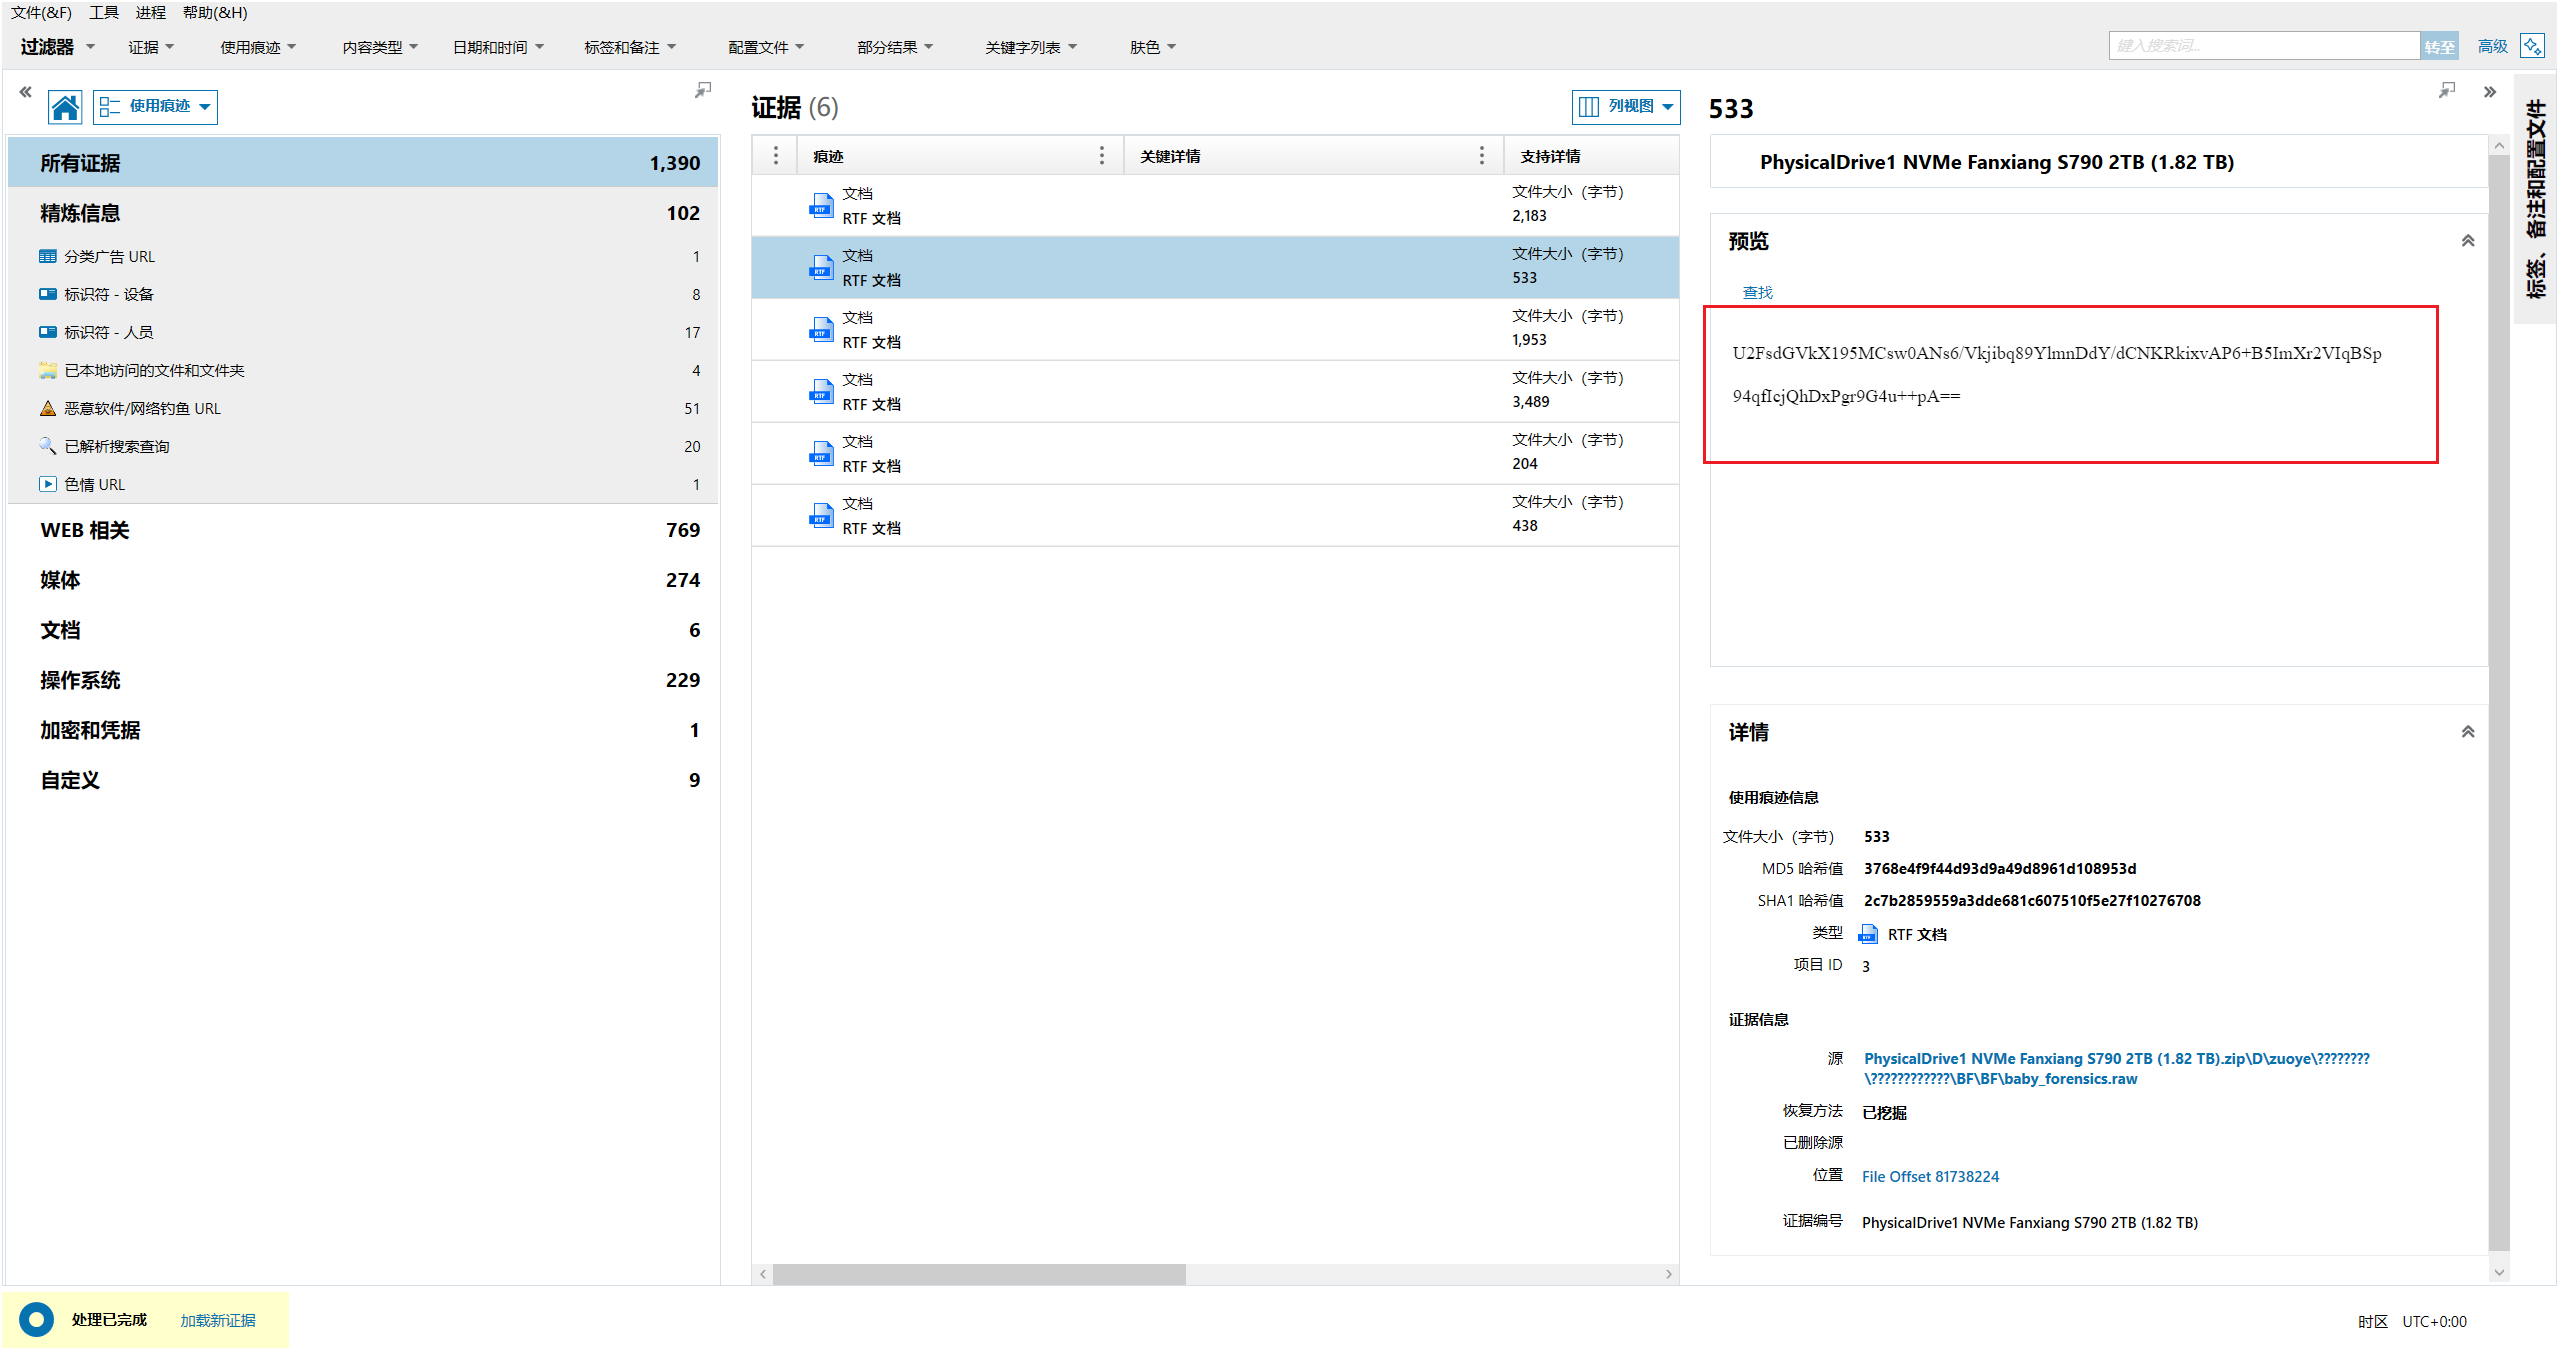 文件(&F) 工具 进程 帮助(&H)
过滤器 证据 使用痕迹 内容类型 日期和时间 标签和备注 配置文件 部分结果 关键字列表 肤色 键入搜索词... 转至 高级
使用痕迹
所有证据 1,390
精炼信息 102
分类广告 URL 1
标识符 - 设备 8
标识符 - 人员 17
已本地访问的文件和文件夹 4
恶意软件/网络钓鱼 URL 51
已解析搜索查询 20
色情 URL 1
WEB 相关 769
媒体 274
文档 6
操作系统 229
加密和凭据 1
自定义 9
证据 (6) 列视图
痕迹 关键详情 支持详情
文档 文件大小（字节）
RTF 文档 2,183
文档 文件大小（字节）
RTF 文档 533
文档 文件大小（字节）
RTF 文档 1,953
文档 文件大小（字节）
RTF 文档 3,489
文档 文件大小（字节）
RTF 文档 204
文档 文件大小（字节）
RTF 文档 438
533
PhysicalDrive1 NVMe Fanxiang S790 2TB (1.82 TB)
预览
查找
U2FsdGVkX195MCsw0ANs6/Vkjibq89YlmnDdY/dCNKRkixvAP6+B5ImXr2VIqBSp
94qfIcjQhDxPgr9G4u++pA==
详情
使用痕迹信息
文件大小（字节） 533
MD5 哈希值 3768e4f9f44d93d9a49d8961d108953d
SHA1 哈希值 2c7b2859559a3dde681c607510f5e27f10276708
类型 RTF 文档
项目 ID 3
证据信息
源 PhysicalDrive1 NVMe Fanxiang S790 2TB (1.82 TB).zip\D\zuoye\????????
\????????????\BF\BF\baby_forensics.raw
恢复方法 已挖掘
已删除源
位置 File Offset 81738224
证据编号 PhysicalDrive1 NVMe Fanxiang S790 2TB (1.82 TB)
标签、备注和配置文件
处理已完成 加载新证据
时区 UTC+0:00